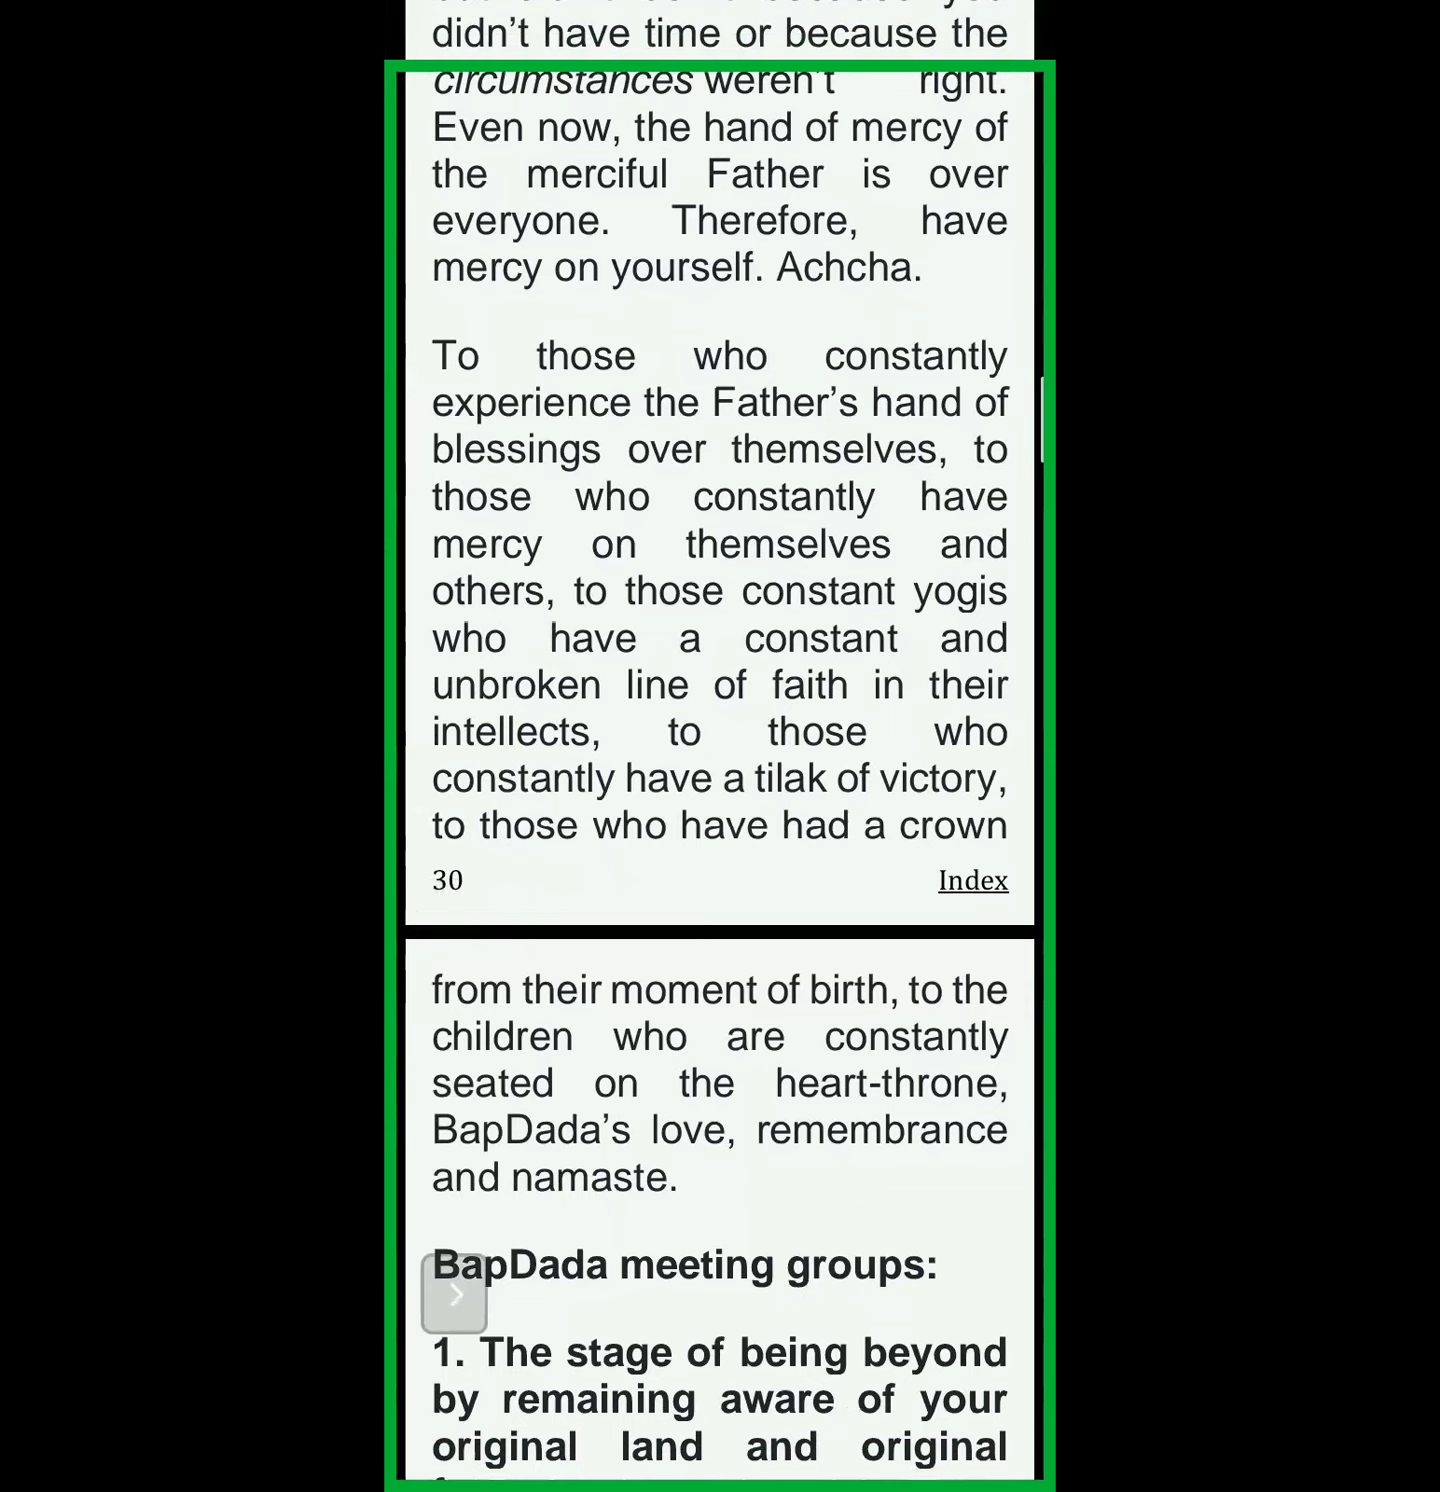 didn’t have time or because the
circumstances weren’t right.
Even now, the hand of mercy of
the merciful Father is over
everyone. Therefore, have
mercy on yourself. Achcha.
To those who constantly
experience the Father’s hand of
blessings over themselves, to
those who constantly have
mercy on themselves and
others, to those constant yogis
who have a constant and
unbroken line of faith in their
intellects, to those who
constantly have a tilak of victory,
to those who have had a crown
30 Index
from their moment of birth, to the
children who are constantly
seated on the heart-throne,
BapDada’s love, remembrance
and namaste.
BapDada meeting groups:
1. The stage of being beyond
by remaining aware of your
original land and original